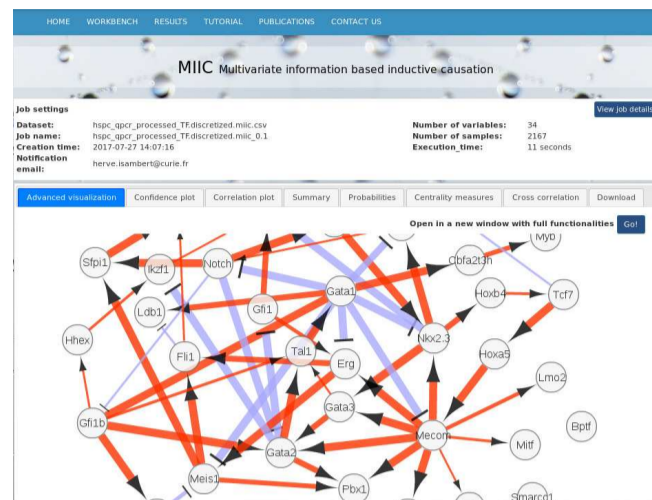 HOME WORKBENCH RESULTS TUTORIAL PUBLICATIONS CONTACT US
MIIC Multivariate information based inductive causation
Job settings
View job details
Dataset: hspc_qpcr_processed_TF.discretized.miic.csv
Number of variables: 34
Job name: hspc_qpcr_processed_TF.discretized.miic_0.1
Number of samples: 2167
Creation time: 2017-07-27 14:07:16
Execution_time: 11 seconds
Notification
email: herve.isambert@curie.fr
Advanced visualization Confidence plot Correlation plot Summary Probabilities Centrality measures Cross correlation Download
Open in a new window with full functionalities Go!
Myb
Sfpi1 Ikzf1 Notch Cbfa2t3h
Gata1 Hoxb4 Tcf7
Ldb1 Gfi1
Hhex Nkx2.3
Fli1 Tal1 Erg Hoxa5
Lmo2
Gata3
Gfi1b Mecom Bptf
Gata2 Mitf
Meis1 Pbx1
Smarcd1